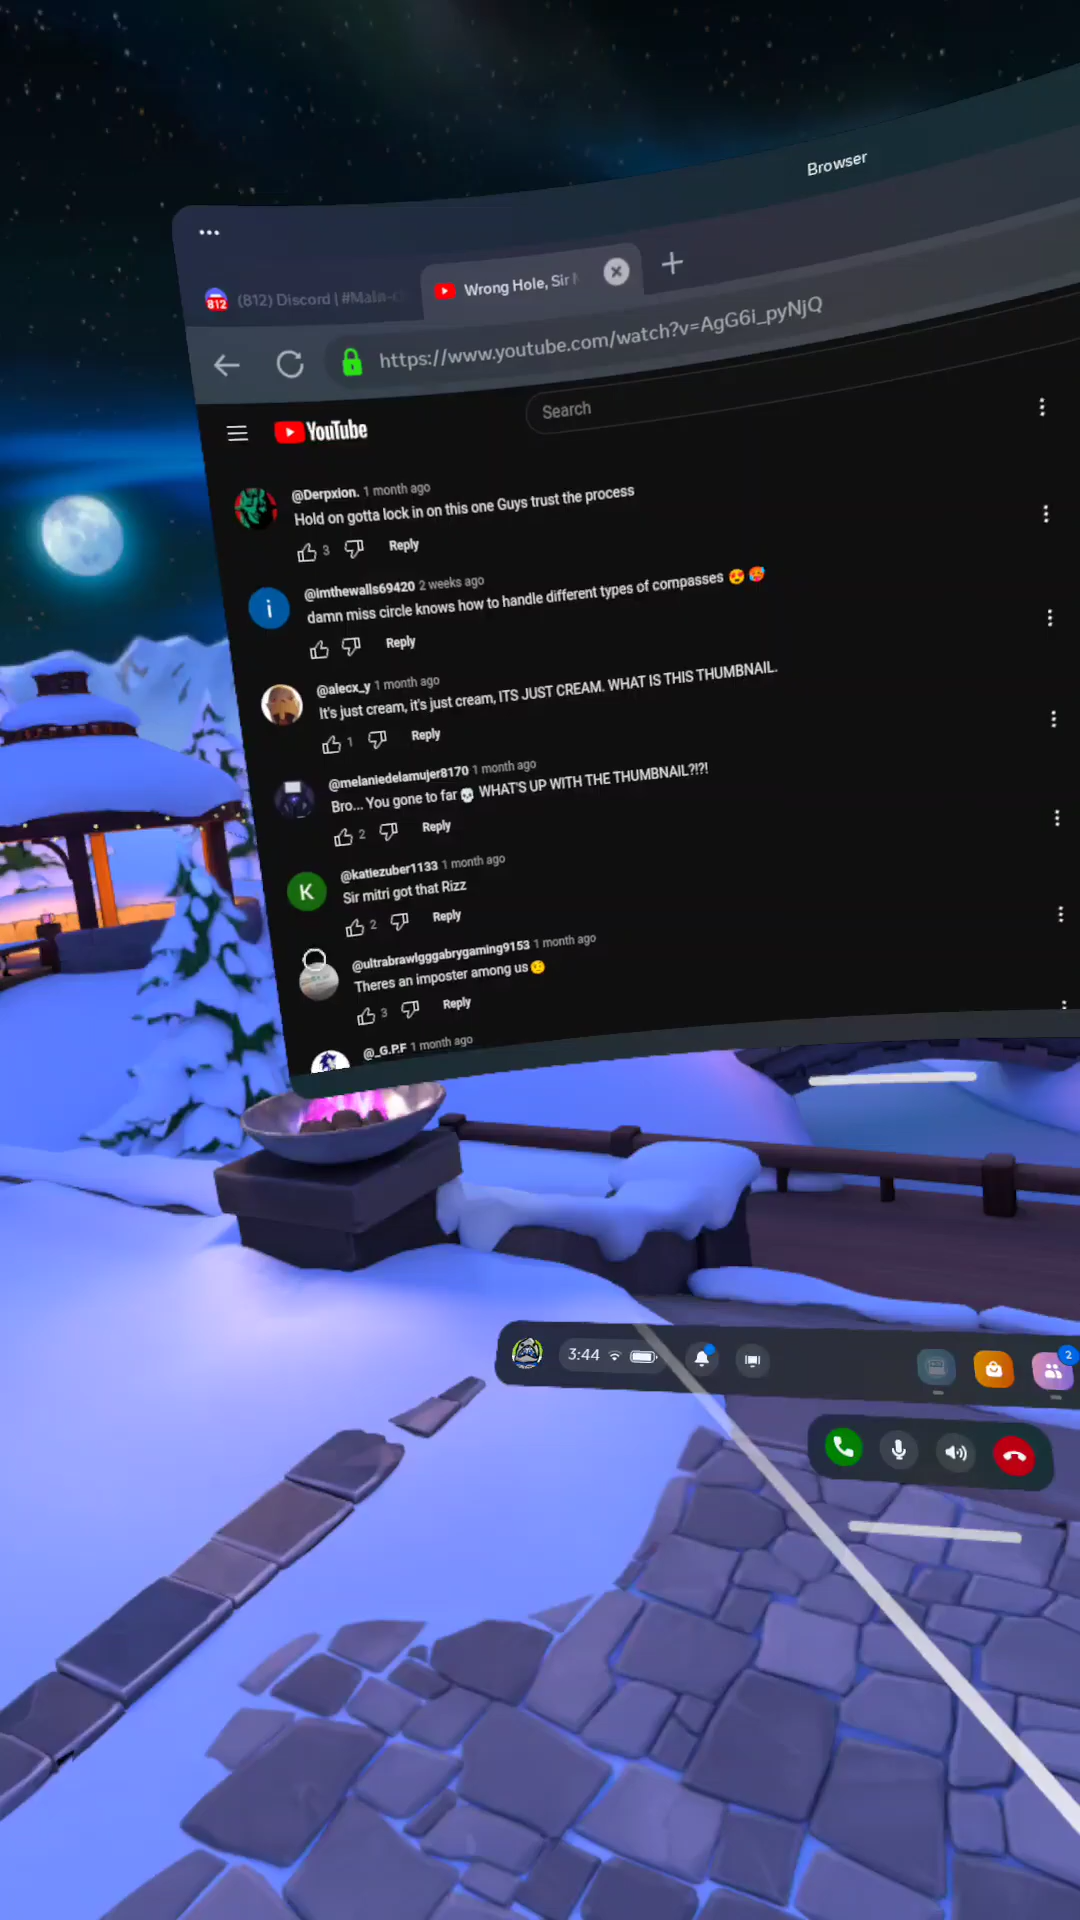 Browser
(812) Discord | #Main-c
812
Wrong Hole, Sir
https://www.youtube.com/watch?v=AgG6i_pyNjQ
YouTube
Search
@Derpxion. 1 month ago
Hold on gotta lock in on this one Guys trust the process
3 Reply
i
@imthewalls69420 2 weeks ago
damn miss circle knows how to handle different types of compasses 😍 🥵
Reply
@alecx_y 1 month ago
It's just cream, it's just cream, ITS JUST CREAM. WHAT IS THIS THUMBNAIL.
1 Reply
@melaniedelamujer8170 1 month ago
Bro... You gone to far 💀 WHAT'S UP WITH THE THUMBNAIL?!?!
2 Reply
K
@katiezuber1133 1 month ago
Sir mitri got that Rizz
2 Reply
@ultrabrawlgggabrygaming9153 1 month ago
Theres an imposter among us 🤨
3 Reply
@_G.P.F 1 month ago
3:44
2